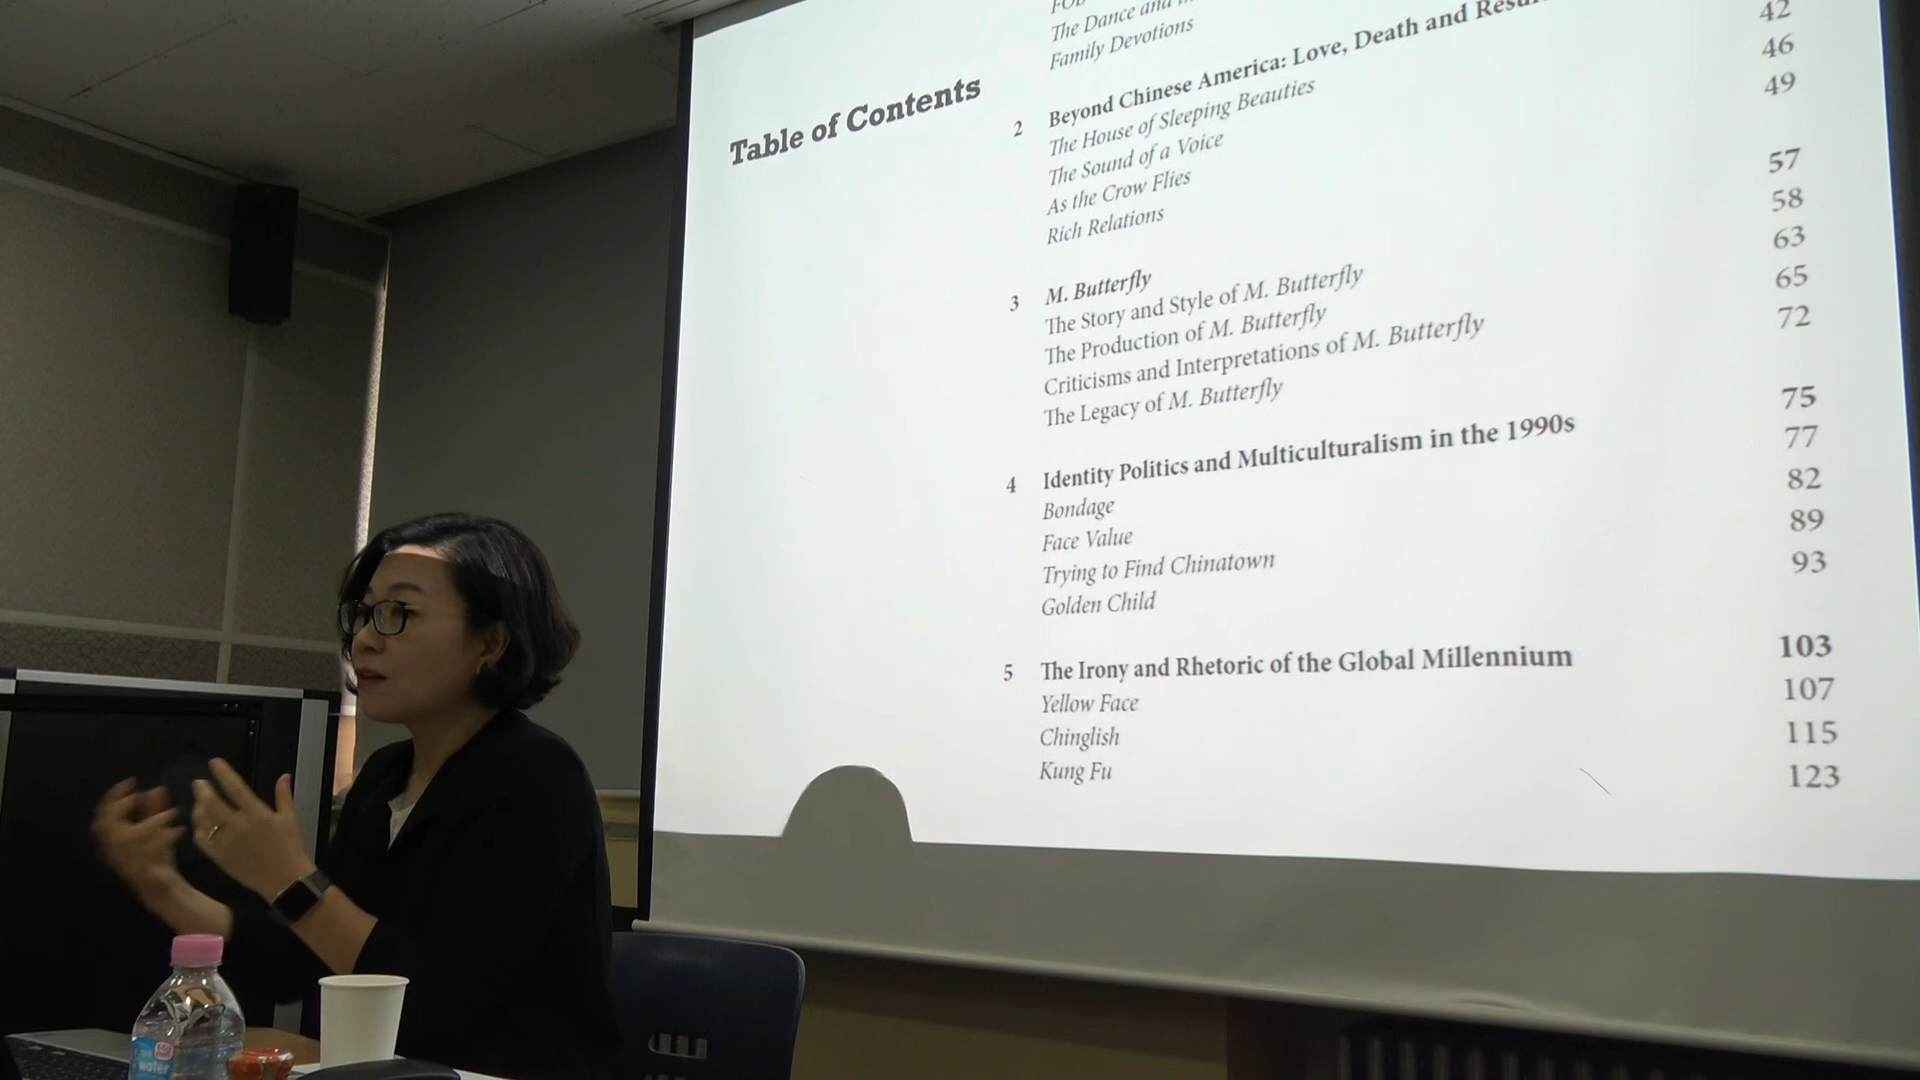 Table of Contents
The Dance and
Family Devotions
42
2 Beyond Chinese America: Love, Death and
46
The House of Sleeping Beauties
49
The Sound of a Voice
As the Crow Flies
Rich Relations
57
3 M. Butterfly
58
The Story and Style of M. Butterfly
63
The Production of M. Butterfly
65
Criticisms and Interpretations of M. Butterfly
72
The Legacy of M. Butterfly
75
4 Identity Politics and Multiculturalism in the 1990s
77
Bondage
82
Face Value
89
Trying to Find Chinatown
93
Golden Child
5 The Irony and Rhetoric of the Global Millennium 103
Yellow Face 107
Chinglish 115
Kung Fu 123
water